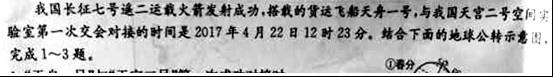 我国长征七号遥二运载火箭发射成功,搭载的货运飞船天舟一号,与我国天宫二号空间实
验室第一次交会对接的时间是 2017 年 4 月 22 日 12 时 23 分。结合下面的地球公转示意图,
完成 1～3 题。
①春分